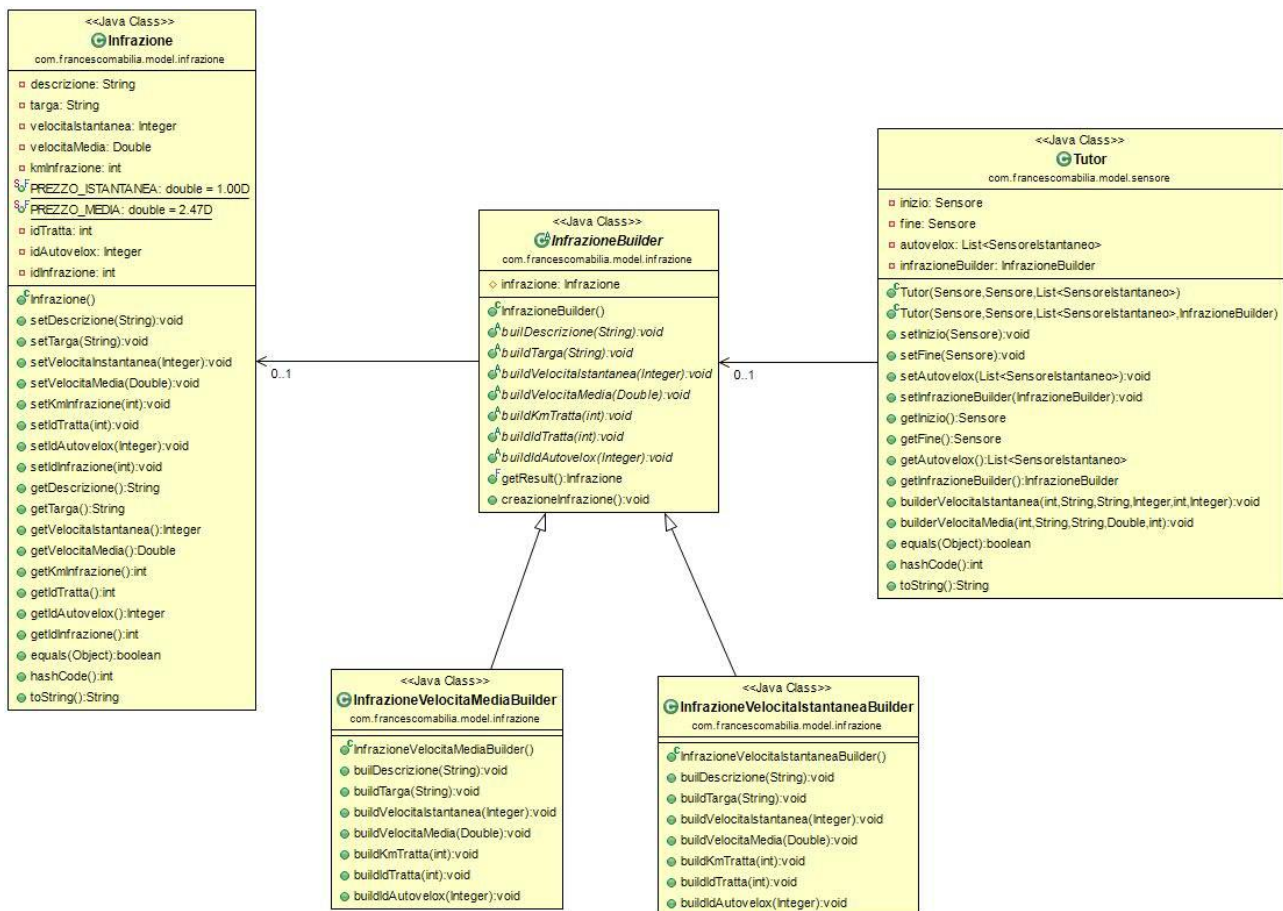 <<Java Class>>
Infrazione
com.francescomabilia.model.infrazione
descrizione: String
targa: String
velocitaIstantanea: Integer
velocitaMedia: Double
kmInfrazione: int
PREZZO_ISTANTANEA: double = 1.00D
PREZZO_MEDIA: double = 2.47D
idTratta: int
idAutovelox: Integer
idInfrazione: int
Infrazione()
setDescrizione(String):void
setTarga(String):void
setVelocitaInstantanea(Integer):void
setVelocitaMedia(Double):void
setKmInfrazione(int):void
setIdTratta(int):void
setIdAutovelox(Integer):void
setIdInfrazione(int):void
getDescrizione():String
getTarga():String
getVelocitaIstantanea():Integer
getVelocitaMedia():Double
getKmInfrazione():int
getIdTratta():int
getIdAutovelox():Integer
getIdInfrazione():int
equals(Object):boolean
hashCode():int
toString():String
0..1
<<Java Class>>
InfrazioneBuilder
com.francescomabilia.model.infrazione
infrazione: Infrazione
InfrazioneBuilder()
builDescrizione(String):void
buildTarga(String):void
buildVelocitaIstantanea(Integer):void
buildVelocitaMedia(Double):void
buildKmTratta(int):void
buildIdTratta(int):void
buildIdAutovelox(Integer):void
getResult():Infrazione
creazioneInfrazione():void
0..1
<<Java Class>>
Tutor
com.francescomabilia.model.sensore
inizio: Sensore
fine: Sensore
autovelox: List<SensoreIstantaneo>
infrazioneBuilder: InfrazioneBuilder
Tutor(Sensore,Sensore,List<SensoreIstantaneo>)
Tutor(Sensore,Sensore,List<SensoreIstantaneo>,InfrazioneBuilder)
setInizio(Sensore):void
setFine(Sensore):void
setAutovelox(List<SensoreIstantaneo>):void
setInfrazioneBuilder(InfrazioneBuilder):void
getInizio():Sensore
getFine():Sensore
getAutovelox():List<SensoreIstantaneo>
getInfrazioneBuilder():InfrazioneBuilder
builderVelocitaIstantanea(int,String,String,Integer,int,Integer):void
builderVelocitaMedia(int,String,String,Double,int):void
equals(Object):boolean
hashCode():int
toString():String
<<Java Class>>
InfrazioneVelocitaMediaBuilder
com.francescomabilia.model.infrazione
InfrazioneVelocitaMediaBuilder()
builDescrizione(String):void
buildTarga(String):void
buildVelocitaIstantanea(Integer):void
buildVelocitaMedia(Double):void
buildKmTratta(int):void
buildIdTratta(int):void
buildIdAutovelox(Integer):void
<<Java Class>>
InfrazioneVelocitaIstantaneaBuilder
com.francescomabilia.model.infrazione
InfrazioneVelocitaIstantaneaBuilder()
builDescrizione(String):void
buildTarga(String):void
buildVelocitaIstantanea(Integer):void
buildVelocitaMedia(Double):void
buildKmTratta(int):void
buildIdTratta(int):void
buildIdAutovelox(Integer):void